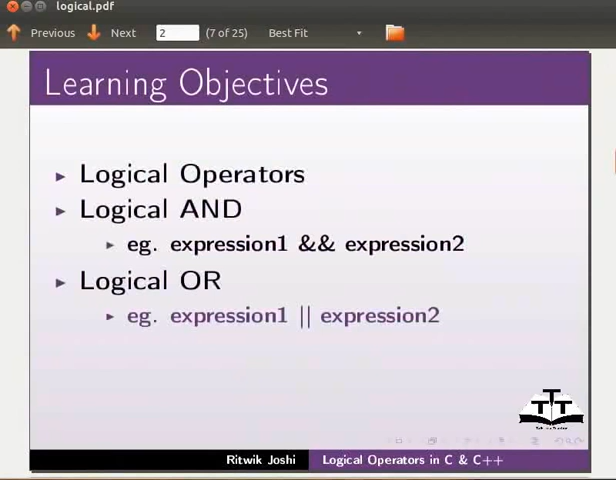 logical.pdf
Previous Next 2 (7 of 25) Best Fit
Learning Objectives
Logical Operators
Logical AND
eg. expression1 && expression2
Logical OR
eg. expression1 || expression2
TTT
Ritwik Joshi Logical Operators in C & C++